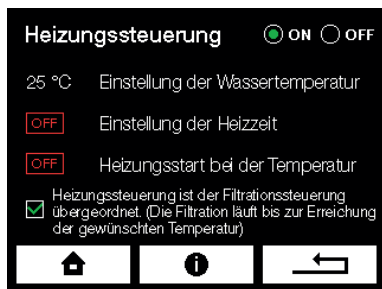 Heizungssteuerung ON OFF
25 °C Einstellung der Wassertemperatur
OFF Einstellung der Heizzeit
OFF Heizungsstart bei der Temperatur
Heizungssteuerung ist der Filtrationssteuerung
übergeordnet. (Die Filtration läuft bis zur Erreichung
der gewünschten Temperatur)